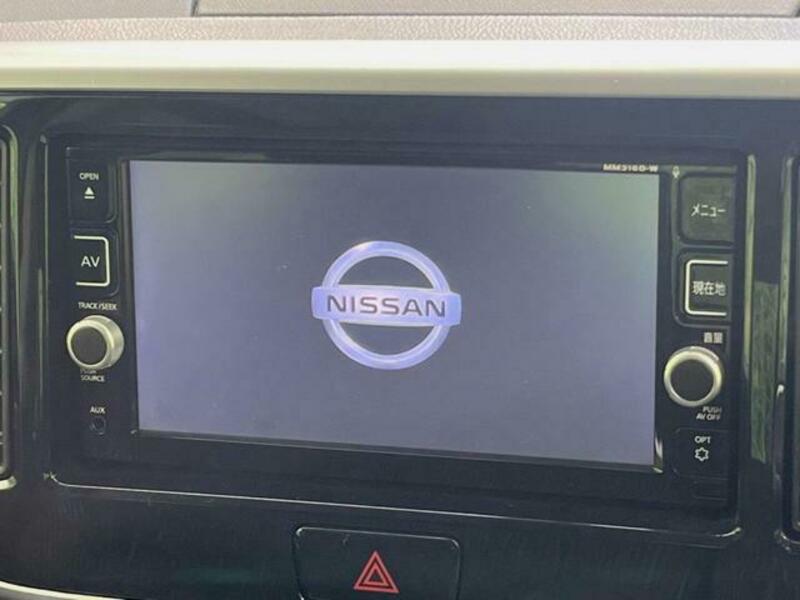 MM316D-W
OPEN
AV
TRACK/SEEK
PUSH
SOURCE
AUX
NISSAN
メニュー
現在地
音量
PUSH
AV OFF
OPT